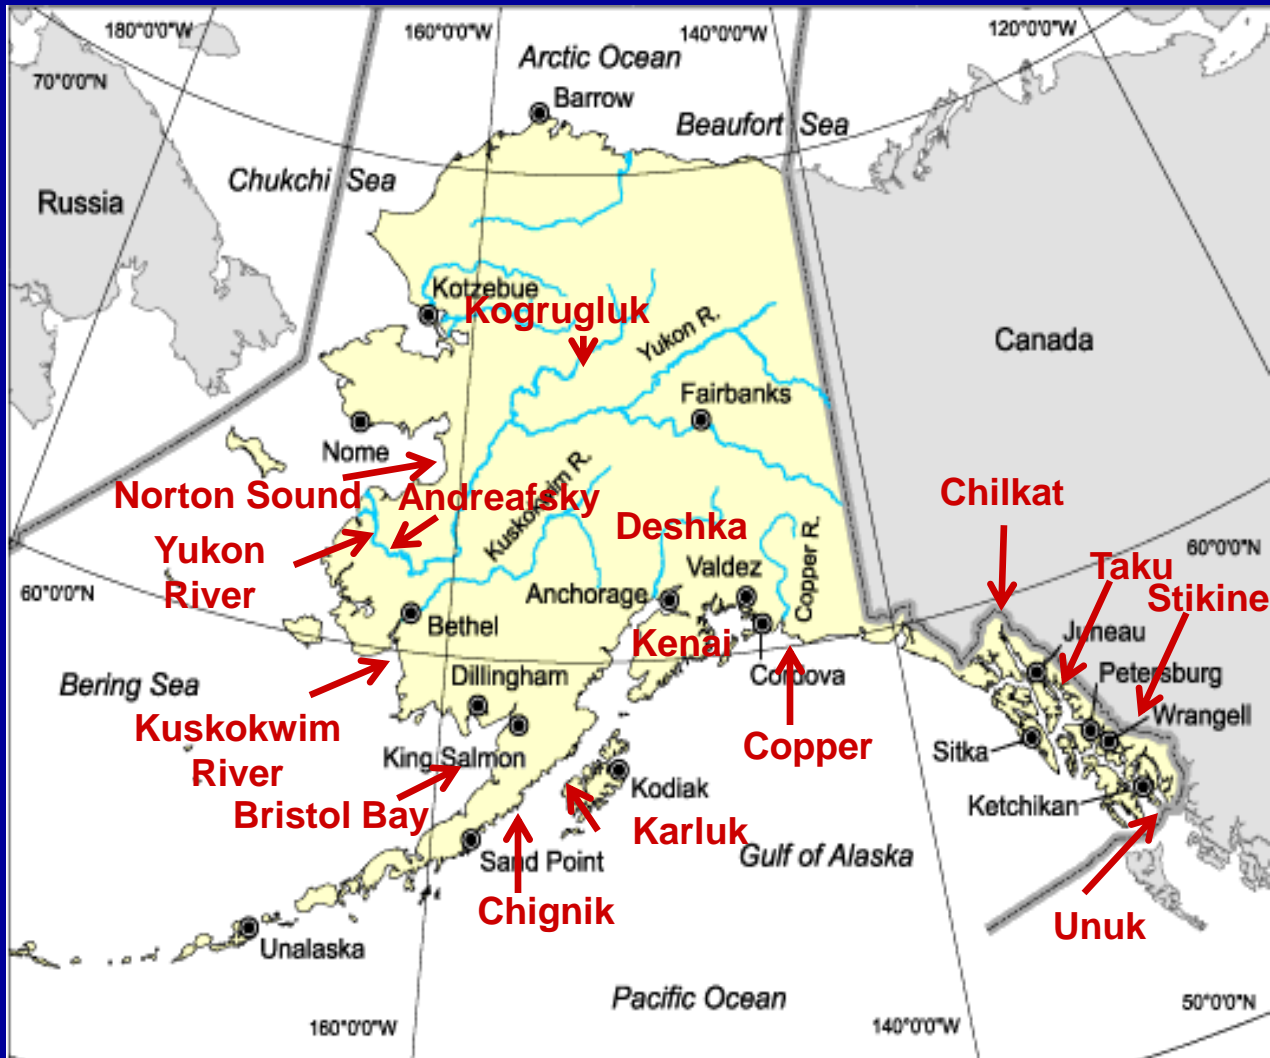 180°0'0"W
160°0'0"W
140°0'0"W
120°0'0"W
Arctic Ocean
70°0'0"N
Barrow
Beaufort Sea
Chukchi Sea
Russia
Kotzebue
Kogrugluk
Yukon R.
Canada
Fairbanks
Nome
Norton Sound
Andreafsky
Kuskokwim R.
Chilkat
Deshka
Yukon
River
Copper R.
60°0'0"N
Valdez
Taku
Stikine
60°0'0"N
Anchorage
Bethel
Kenai
Juneau
Cordova
Petersburg
Bering Sea
Dillingham
Wrangell
Kuskokwim
River
Copper
Sitka
King Salmon
Kodiak
Ketchikan
Bristol Bay
Karluk
Gulf of Alaska
Sand Point
Chignik
Unuk
Unalaska
Pacific Ocean
50°0'0"N
160°0'0"W
140°0'0"W